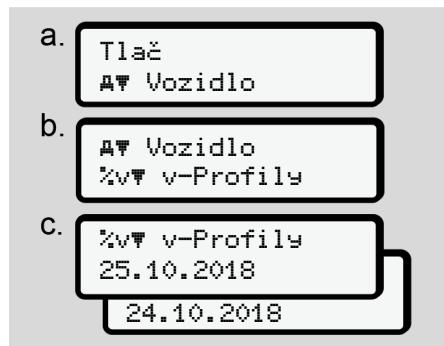 a.
Tlač
A▼ Vozidlo
b.
A▼ Vozidlo
%v▼ v-Profily
c.
%v▼ v-Profily
25.10.2018
24.10.2018